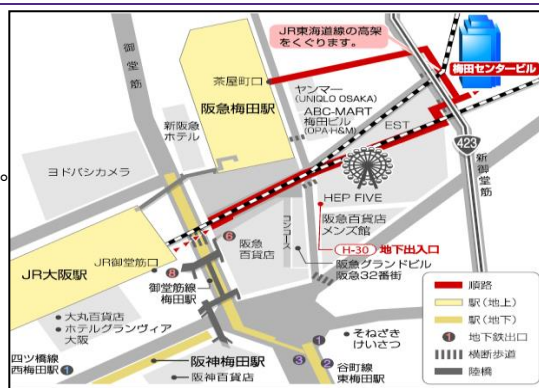 JR東海道線の高架
をくぐります。
梅田センタービル
御堂筋
茶屋町口
阪急梅田駅
ヤンマー
(UNIQLO OSAKA)
ABC-MART
梅田ビル
(OPA・H&M)
EST
423
新御堂筋
新阪急
ホテル
ヨドバシカメラ
HEP FIVE
阪急百貨店
メンズ館
H-30 地下出入口
コンコース
阪急グランドビル
阪急32番街
6
阪急
百貨店
JR大阪駅
JR御堂筋口
8
御堂筋線
梅田駅
大丸百貨店
ホテルグランヴィア
大阪
四ツ橋線
西梅田駅
1
阪神梅田駅
阪神百貨店
1
そねざき
けいさつ
3
2
谷町線
東梅田駅
順路
駅(地上)
駅(地下)
1 地下鉄出口
横断歩道
陸橋